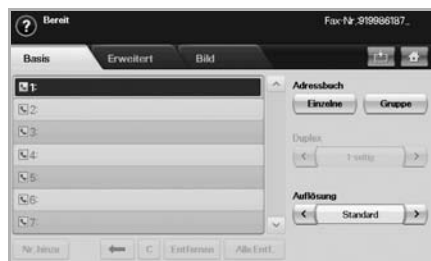 Bereit
Fax-Nr.:919986187_
Basis
Erweitert
Bild
1:
2:
3:
4:
5:
6:
7:
Adressbuch
Einzelne
Gruppe
Duplex
1-seitig
Auflösung
Standard
Nr. hinzu
C
Entfernen
Alle Entf.